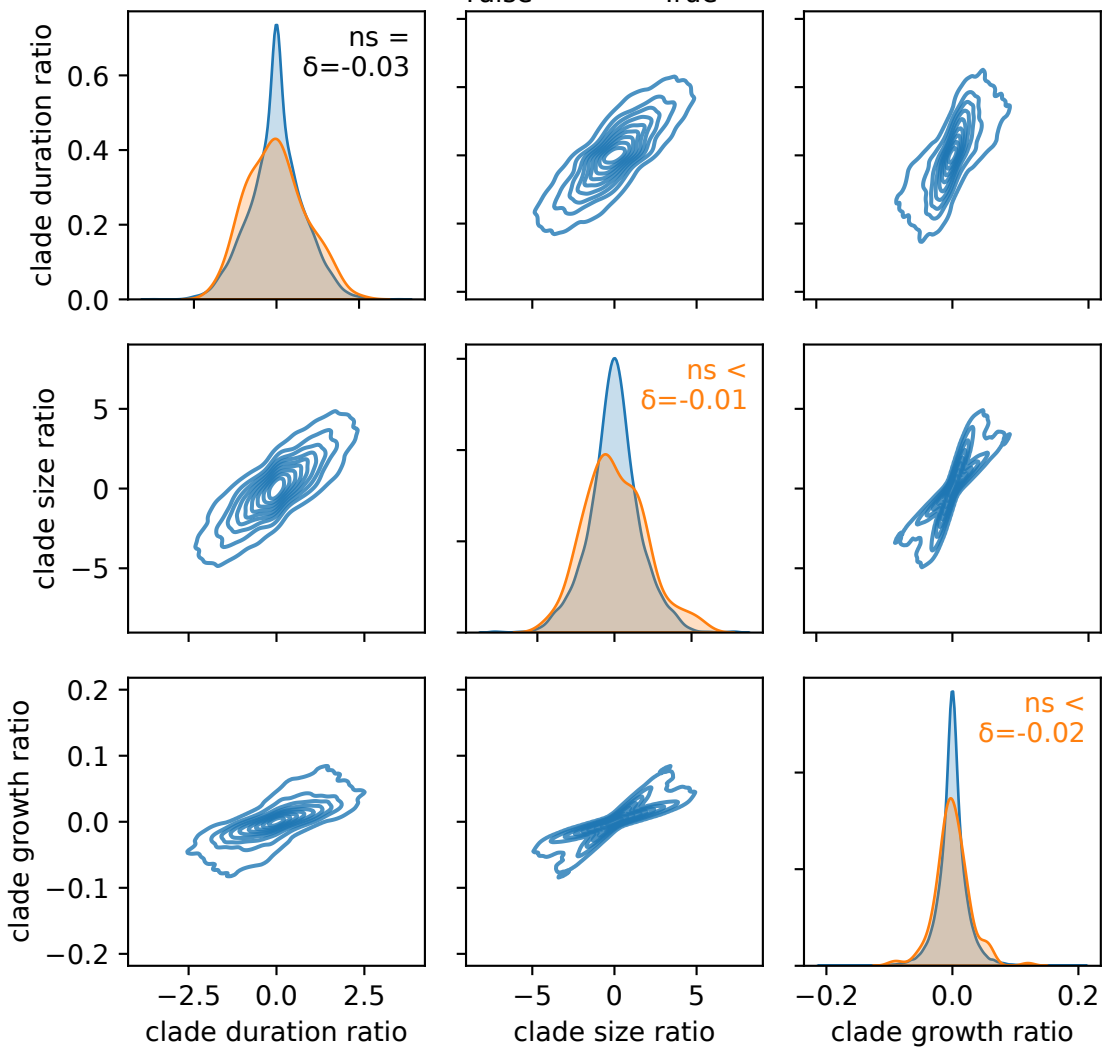 clade duration ratio
0.6
0.4
0.2
0.0
ns =
δ=-0.03
clade size ratio
5
0
−5
ns <
δ=-0.01
clade growth ratio
0.2
0.1
0.0
−0.1
−0.2
ns <
δ=-0.02
−2.5 0.0 2.5
−5 0 5
−0.2 0.0 0.2
clade duration ratio
clade size ratio
clade growth ratio